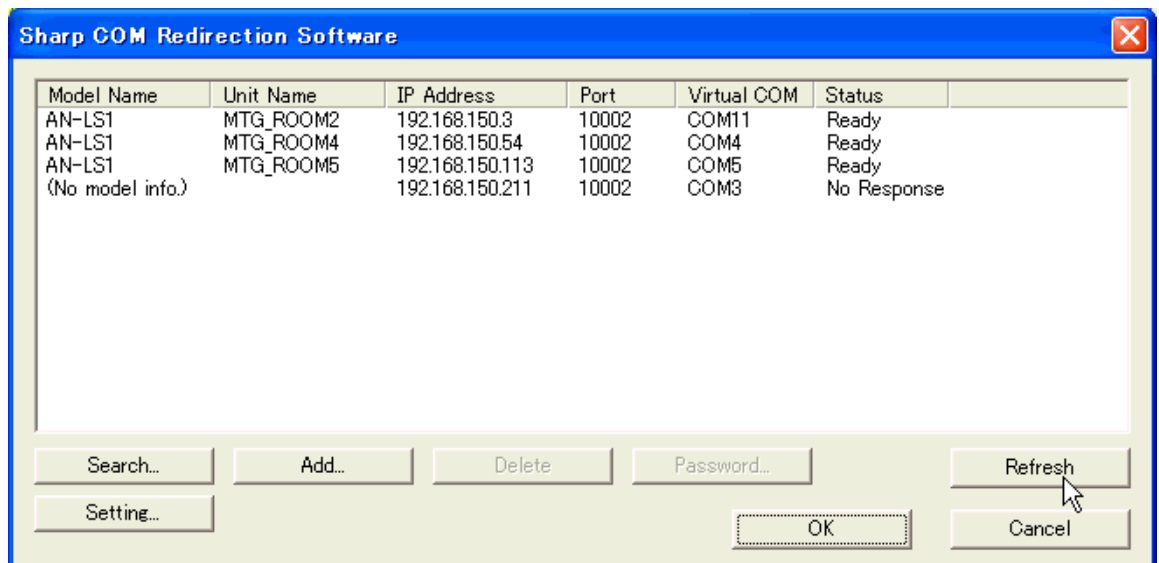 Sharp COM Redirection Software
Model Name Unit Name IP Address Port Virtual COM Status
AN-LS1 MTG_ROOM2 192.168.150.3 10002 COM11 Ready
AN-LS1 MTG_ROOM4 192.168.150.54 10002 COM4 Ready
AN-LS1 MTG_ROOM5 192.168.150.113 10002 COM5 Ready
(No model info.) 192.168.150.211 10002 COM3 No Response
Search... Add... Delete Password... Refresh
Setting...
OK Cancel